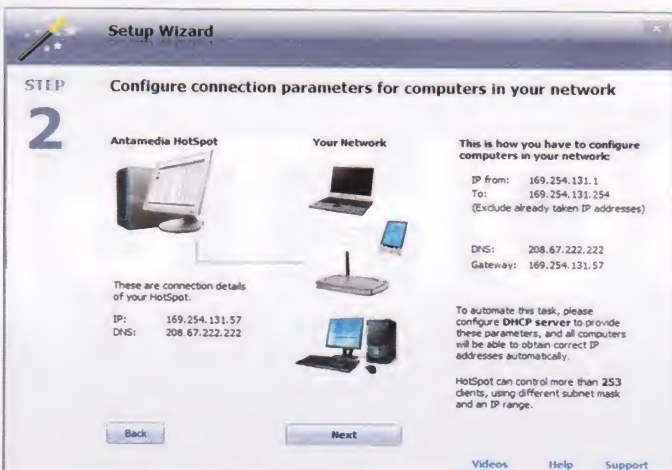 Setup Wizard
STEP
2
Configure connection parameters for computers in your network
Antamedia HotSpot
Your Network
These are connection details
of your HotSpot.
IP: 169.254.131.57
DNS: 208.67.222.222
This is how you have to configure
computers in your network:
IP from: 169.254.131.1
To: 169.254.131.254
(Exclude already taken IP addresses)
DNS: 208.67.222.222
Gateway: 169.254.131.57
To automate this task, please
configure DHCP server to provide
these parameters, and all computers
will be able to obtain correct IP
addresses automatically.
HotSpot can control more than 253
clients, using different subnet mask
and an IP range.
Back
Next
Videos Help Support